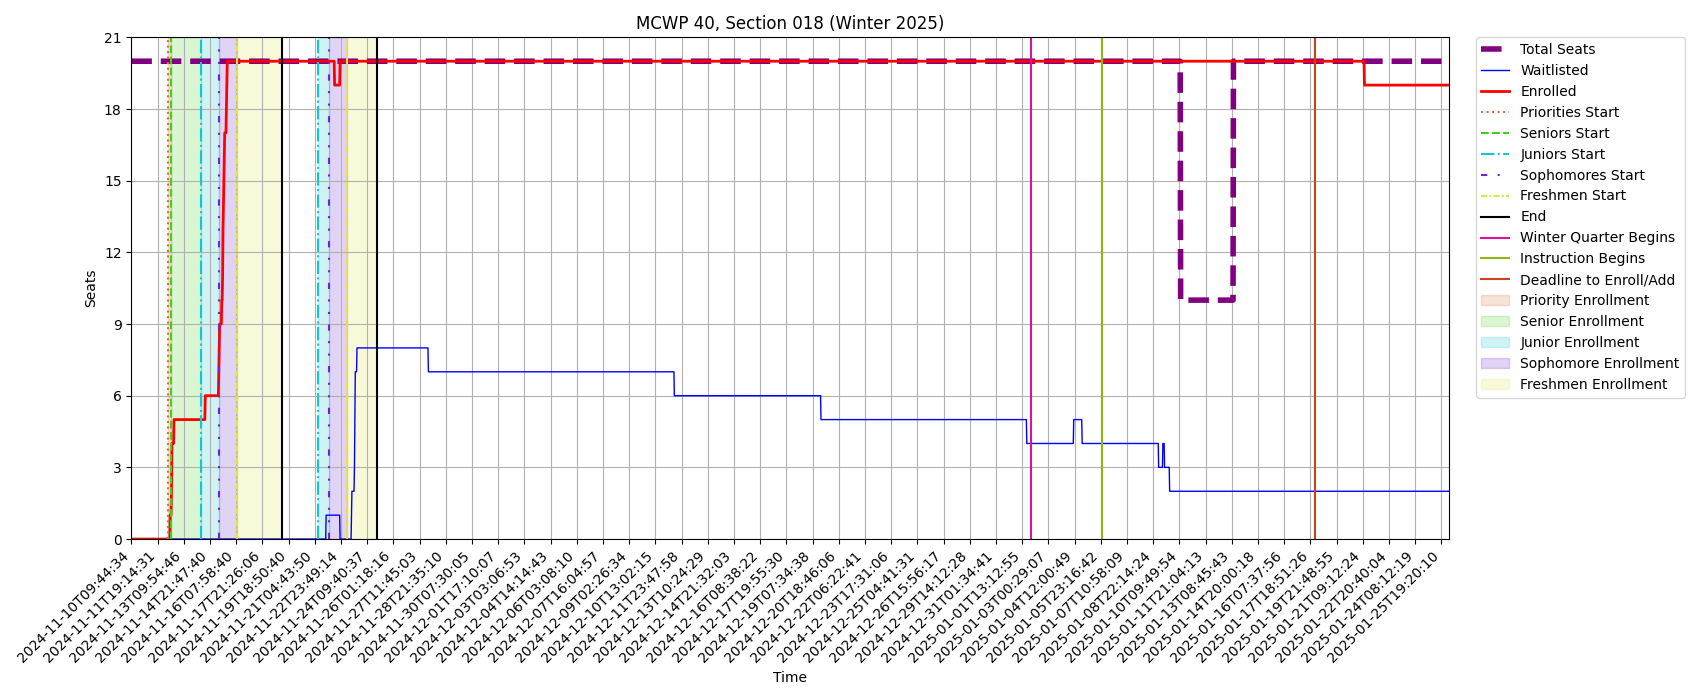 MCWP 40, Section 018 (Winter 2025)
21
18
15
12
9
6
3
0
Seats
2024-11-10T09:44:34
2024-11-11T19:14:31
2024-11-13T09:54:46
2024-11-14T21:47:40
2024-11-16T07:58:40
2024-11-17T21:26:00
2024-11-19T18:50:40
2024-11-21T04:43:50
2024-11-22T23:49:14
2024-11-24T09:40:37
2024-11-26T01:18:16
2024-11-27T11:45:03
2024-11-28T21:35:10
2024-11-30T07:30:05
2024-12-01T17:10:07
2024-12-03T03:06:53
2024-12-04T14:14:43
2024-12-06T03:08:10
2024-12-07T16:04:57
2024-12-09T02:26:34
2024-12-10T13:02:15
2024-12-11T23:47:58
2024-12-13T10:24:29
2024-12-14T21:32:03
2024-12-16T08:38:22
2024-12-17T19:55:30
2024-12-19T07:34:38
2024-12-20T18:46:06
2024-12-22T06:22:41
2024-12-23T17:31:06
2024-12-25T04:41:31
2024-12-26T15:56:17
2024-12-29T14:12:28
2024-12-31T01:34:41
2025-01-01T13:12:55
2025-01-03T00:29:07
2025-01-04T12:00:49
2025-01-05T23:16:42
2025-01-07T10:58:09
2025-01-08T22:14:24
2025-01-10T09:49:54
2025-01-11T21:04:13
2025-01-13T08:45:43
2025-01-14T20:00:18
2025-01-16T07:37:56
2025-01-17T18:51:26
2025-01-19T21:48:55
2025-01-21T09:12:24
2025-01-22T20:40:04
2025-01-24T08:12:19
2025-01-25T19:20:10
Time
Total Seats
Waitlisted
Enrolled
Priorities Start
Seniors Start
Juniors Start
Sophomores Start
Freshmen Start
End
Winter Quarter Begins
Instruction Begins
Deadline to Enroll/Add
Priority Enrollment
Senior Enrollment
Junior Enrollment
Sophomore Enrollment
Freshmen Enrollment